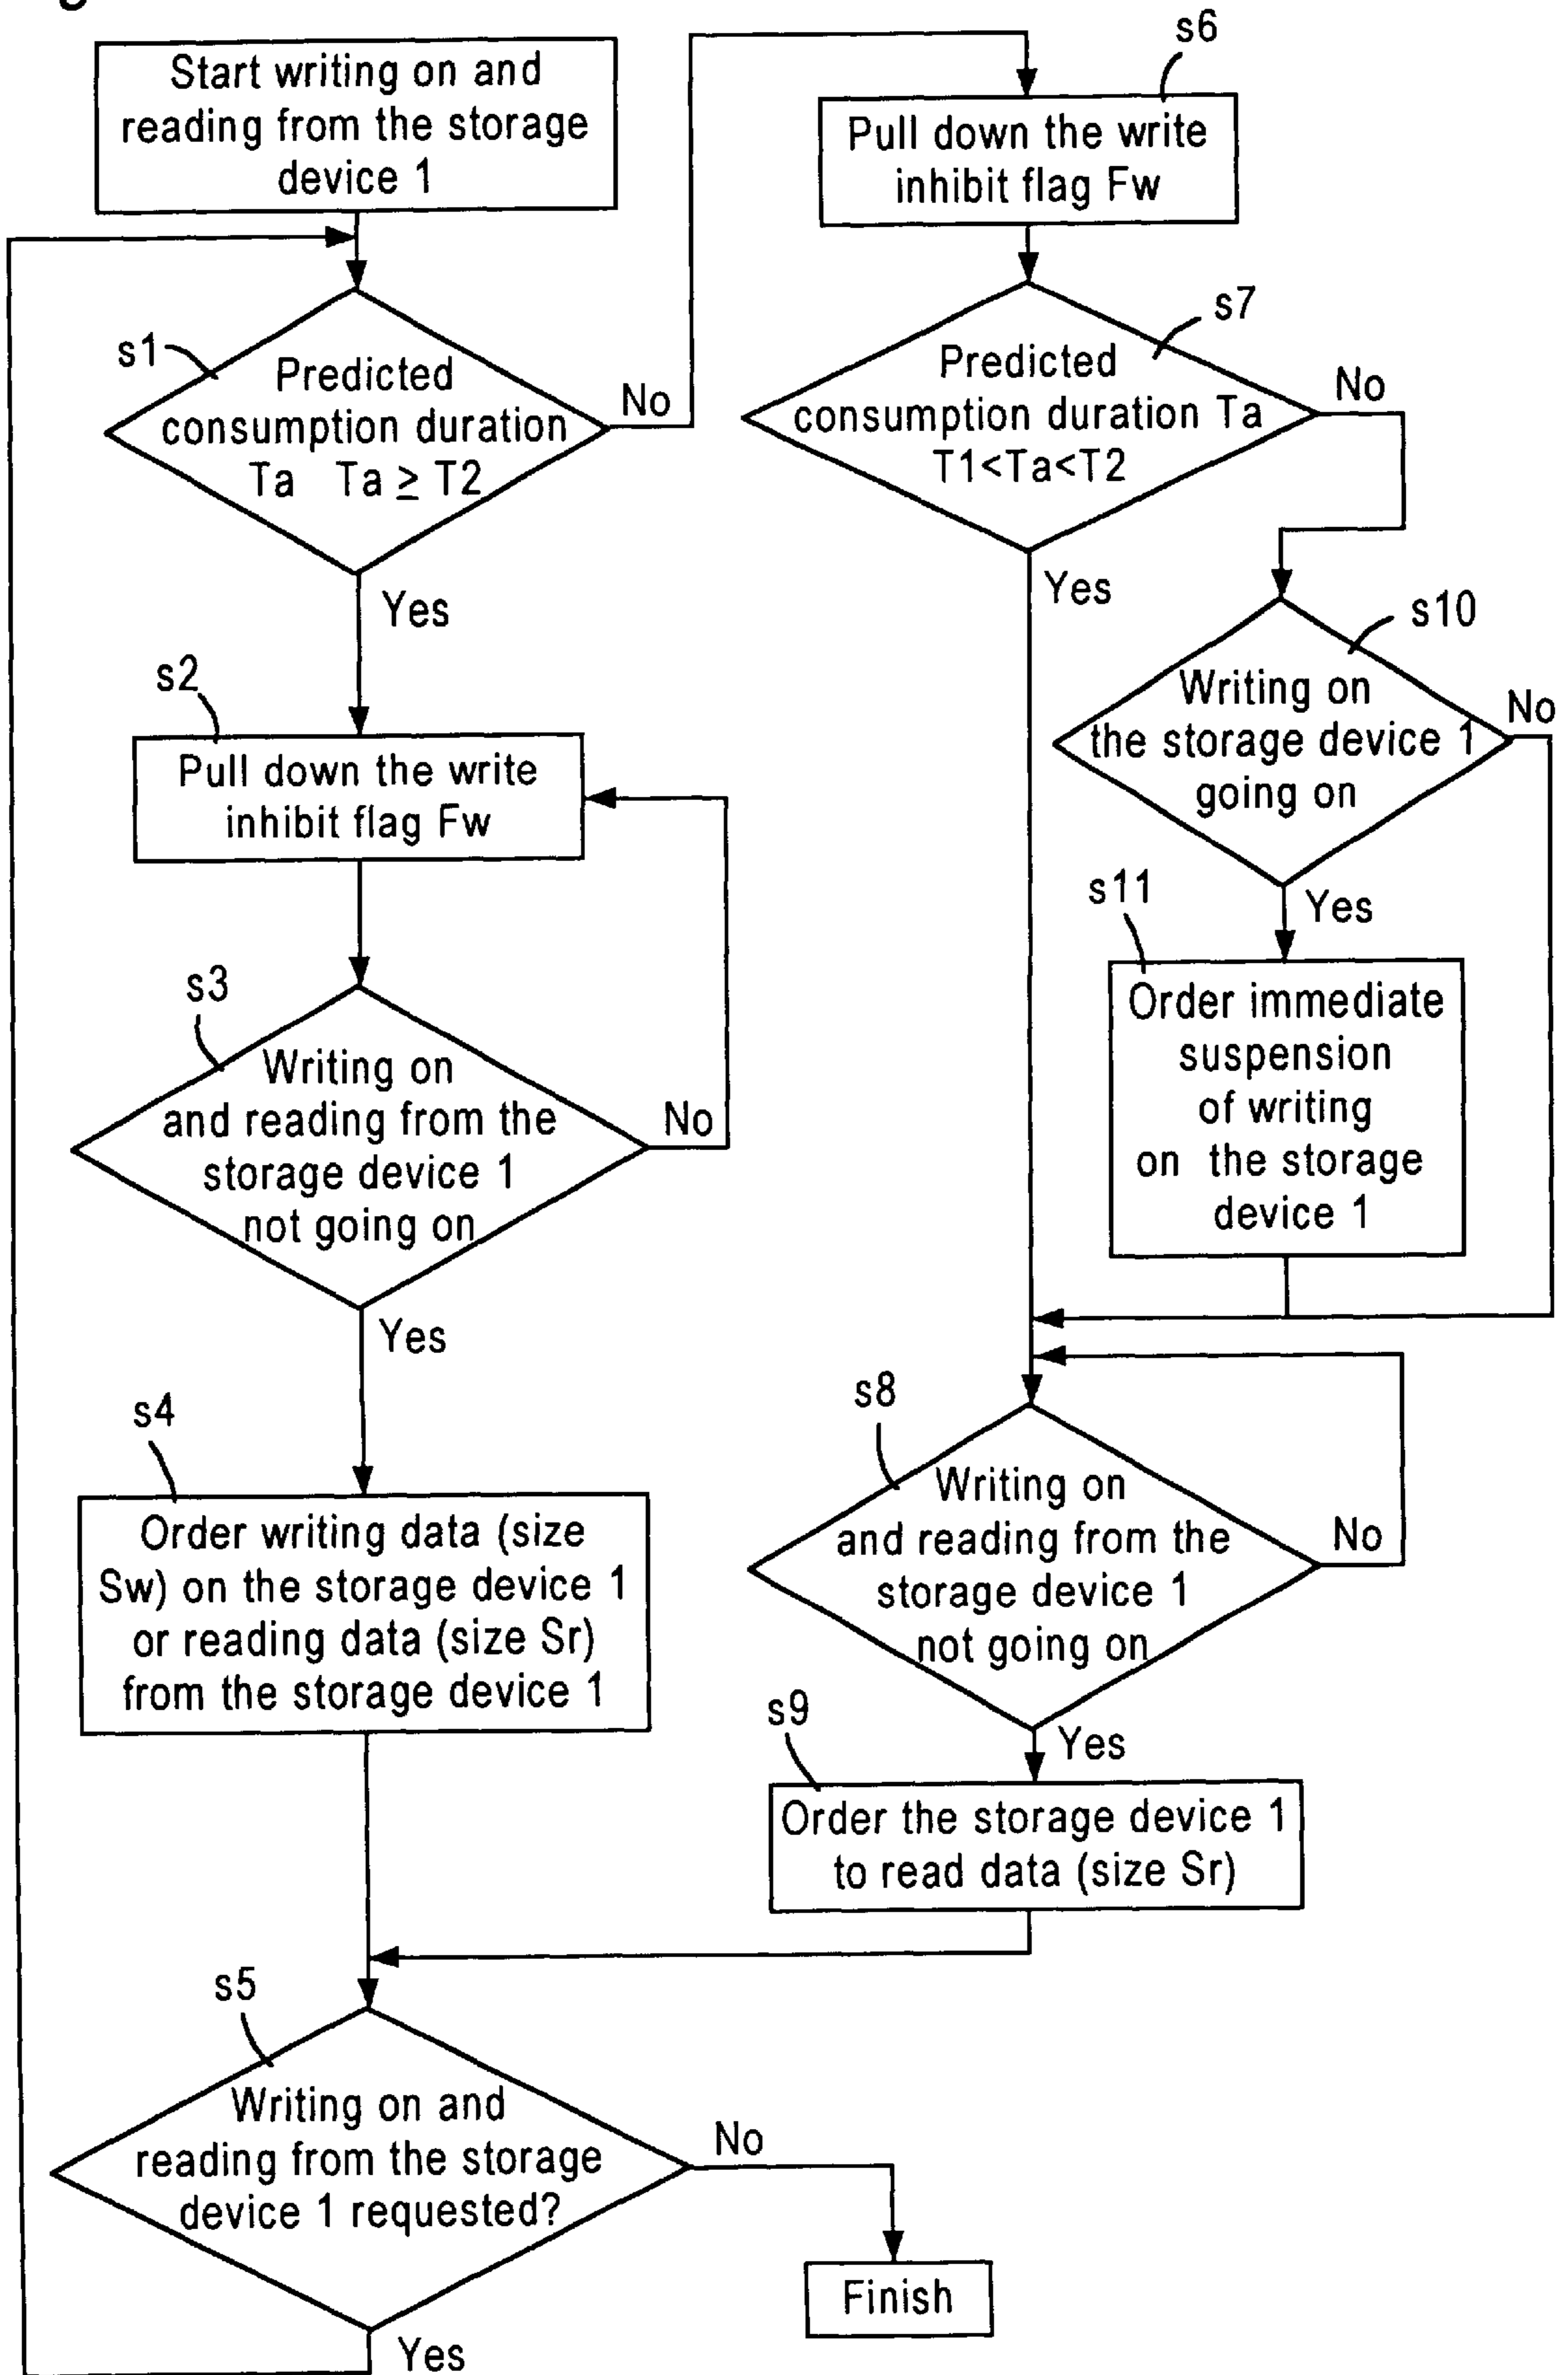 Start writing on and
reading from the storage
device 1
s1
Predicted
consumption duration
Ta Ta ≥ T2
No
Yes
s2
Pull down the write
inhibit flag Fw
s3
Writing on
and reading from the
storage device 1
not going on
No
Yes
s4
Order writing data (size
Sw) on the storage device 1
or reading data (size Sr)
from the storage device 1
s5
Writing on and
reading from the storage
device 1 requested?
No
Yes
Finish
s6
Pull down the write
inhibit flag Fw
s7
Predicted
consumption duration Ta
T1<Ta<T2
No
Yes
s10
Writing on
the storage device 1
going on
No
Yes
s11
Order immediate
suspension
of writing
on the storage
device 1
s8
Writing on
and reading from the
storage device 1
not going on
No
Yes
s9
Order the storage device 1
to read data (size Sr)